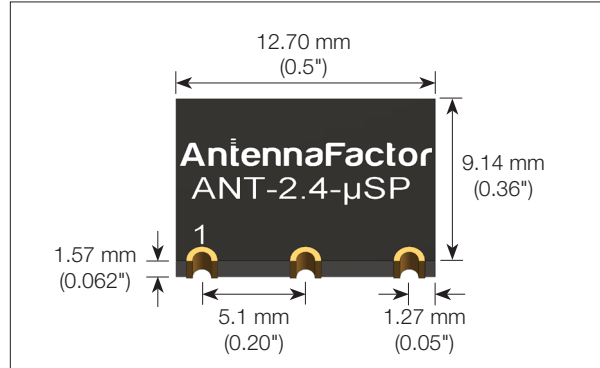 12.70 mm
(0.5")
AntennaFactor
ANT-2.4-μSP
9.14 mm
(0.36")
1
1.57 mm
(0.062")
5.1 mm
(0.20")
1.27 mm
(0.05")